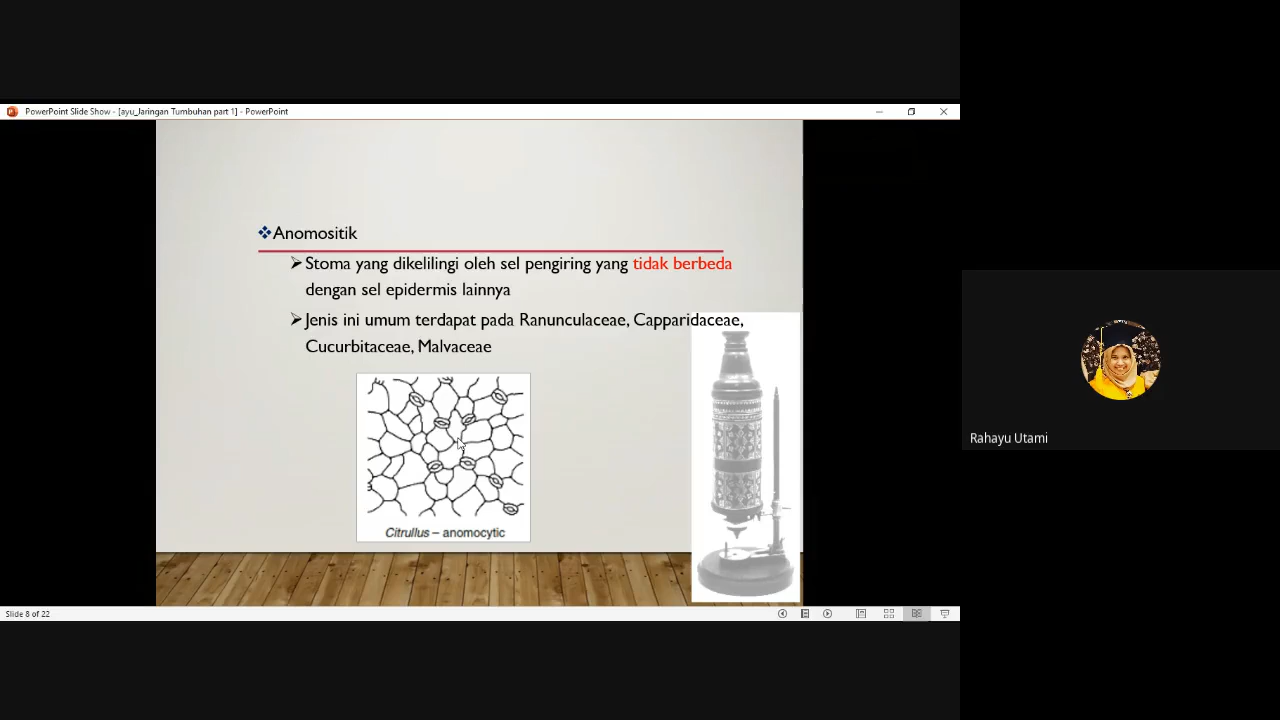 PowerPoint Slide Show - [ayu_Jaringan Tumbuhan part 1] - PowerPoint
Anomositik
Stoma yang dikelilingi oleh sel pengiring yang tidak berbeda
dengan sel epidermis lainnya
Jenis ini umum terdapat pada Ranunculaceae, Capparidaceae,
Cucurbitaceae, Malvaceae
Citrullus – anomocytic
Rahayu Utami
Slide 8 of 22